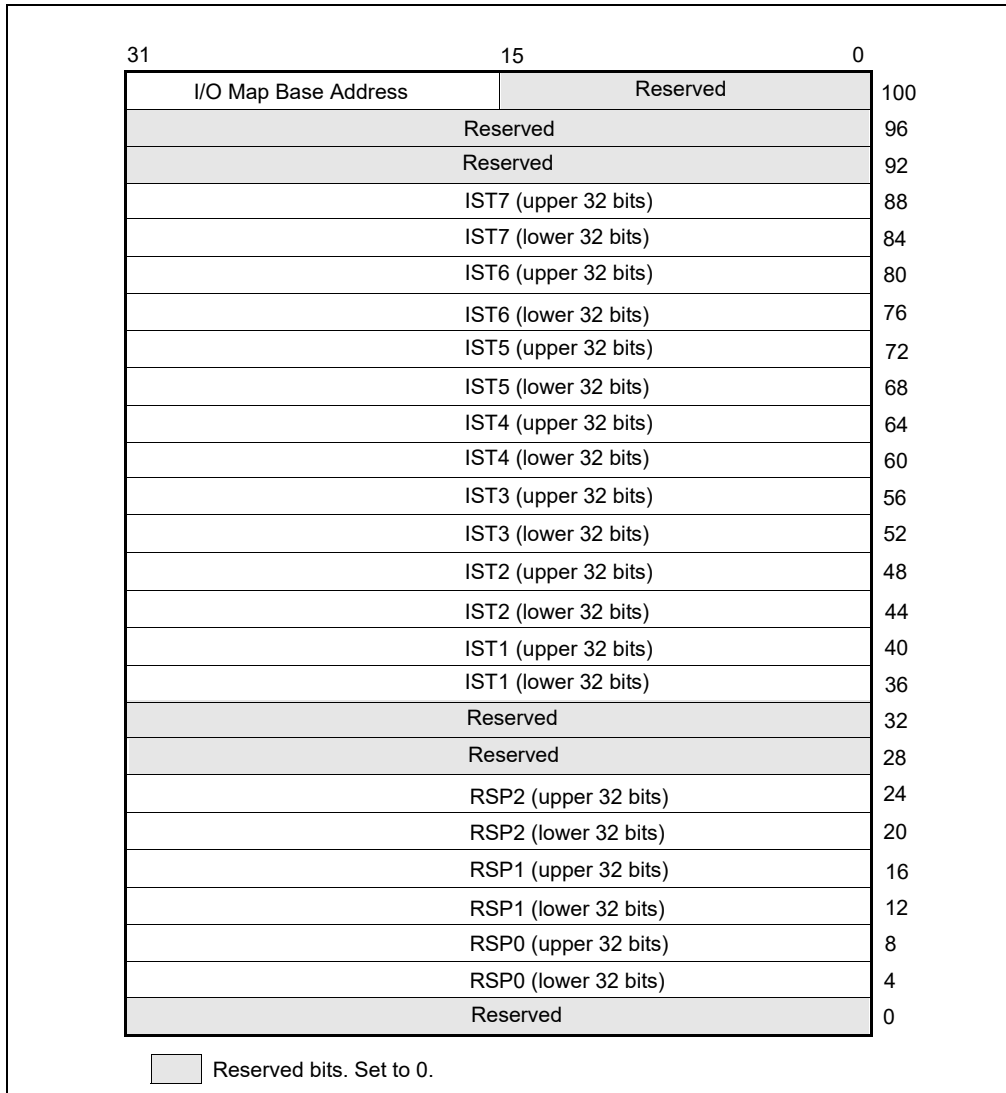 31 15 0
I/O Map Base Address Reserved 100
Reserved 96
Reserved 92
IST7 (upper 32 bits) 88
IST7 (lower 32 bits) 84
IST6 (upper 32 bits) 80
IST6 (lower 32 bits) 76
IST5 (upper 32 bits) 72
IST5 (lower 32 bits) 68
IST4 (upper 32 bits) 64
IST4 (lower 32 bits) 60
IST3 (upper 32 bits) 56
IST3 (lower 32 bits) 52
IST2 (upper 32 bits) 48
IST2 (lower 32 bits) 44
IST1 (upper 32 bits) 40
IST1 (lower 32 bits) 36
Reserved 32
Reserved 28
RSP2 (upper 32 bits) 24
RSP2 (lower 32 bits) 20
RSP1 (upper 32 bits) 16
RSP1 (lower 32 bits) 12
RSP0 (upper 32 bits) 8
RSP0 (lower 32 bits) 4
Reserved 0
Reserved bits. Set to 0.